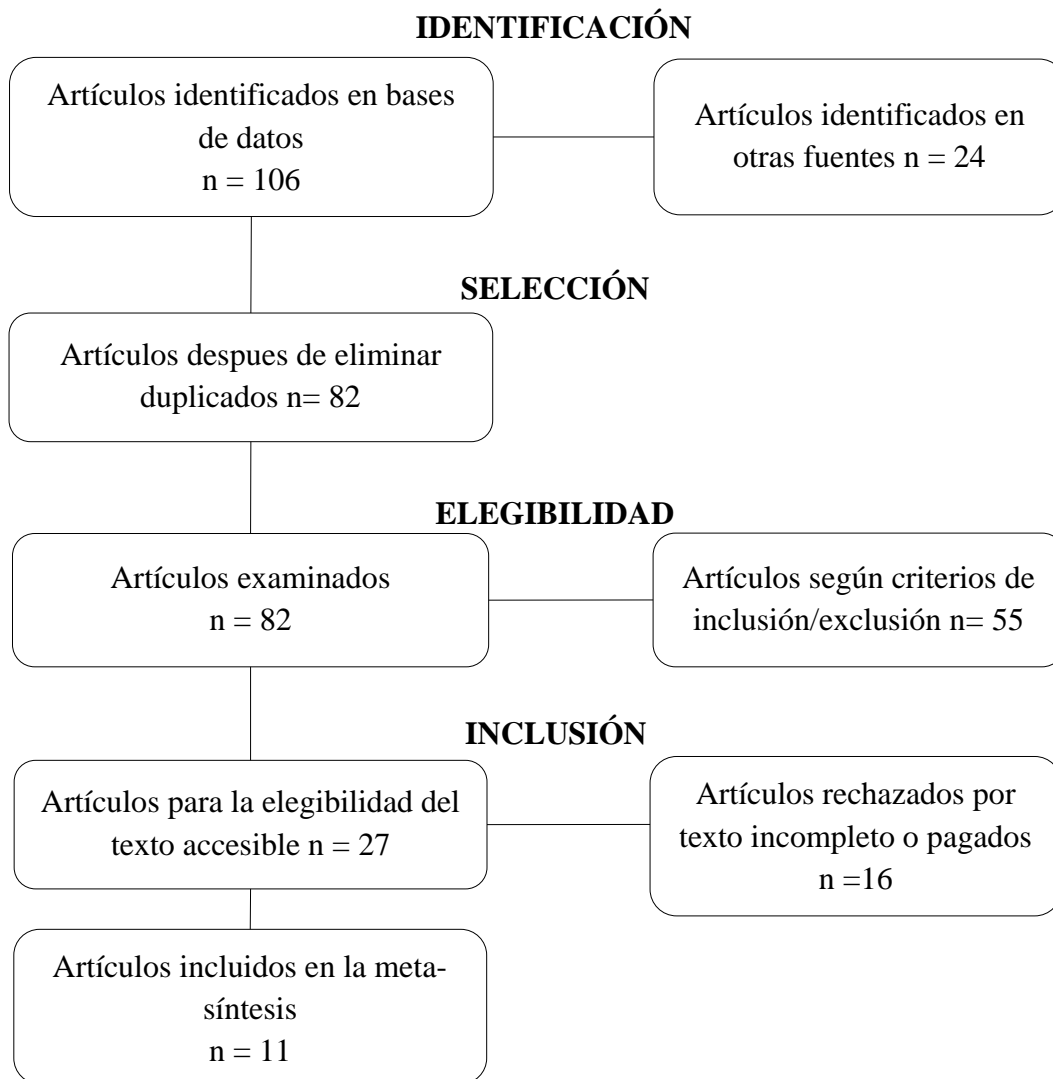 IDENTIFICACIÓN
Artículos identificados en bases
de datos
n = 106
Artículos identificados en
otras fuentes n = 24
SELECCIÓN
Artículos despues de eliminar
duplicados n= 82
ELEGIBILIDAD
Artículos examinados
n = 82
Artículos según criterios de
inclusión/exclusión n= 55
INCLUSIÓN
Artículos para la elegibilidad del
texto accesible n = 27
Artículos rechazados por
texto incompleto o pagados
n =16
Artículos incluidos en la meta-
síntesis
n = 11